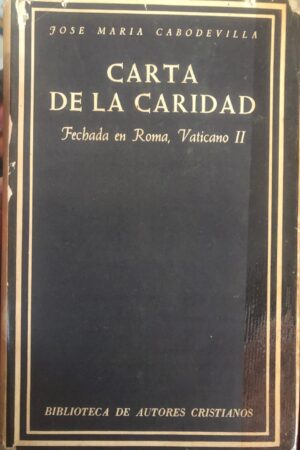 JOSE MARIA CABODEVILLA
CARTA
DE LA CARIDAD
Fechada en Roma, Vaticano II
BIBLIOTECA DE AUTORES CRISTIANOS